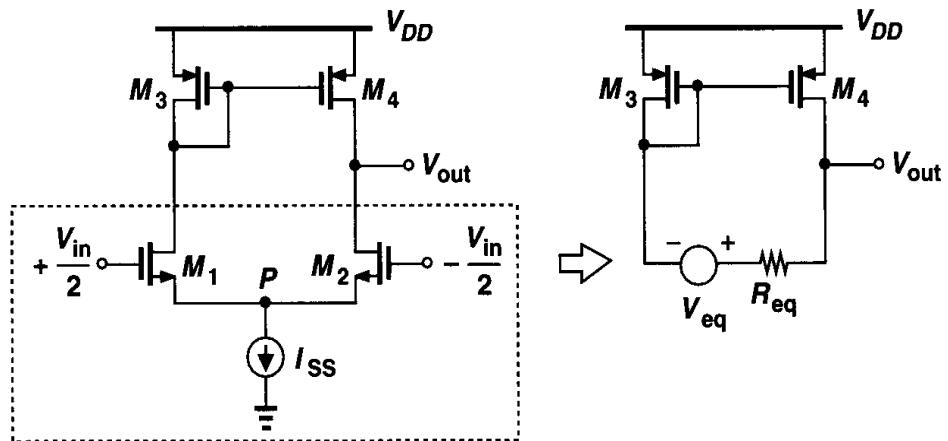 V_DD
M_3
M_4
V_out
+ V_in/2
M_1
P
M_2
− V_in/2
I_SS
V_DD
M_3
M_4
V_out
− +
V_eq
R_eq